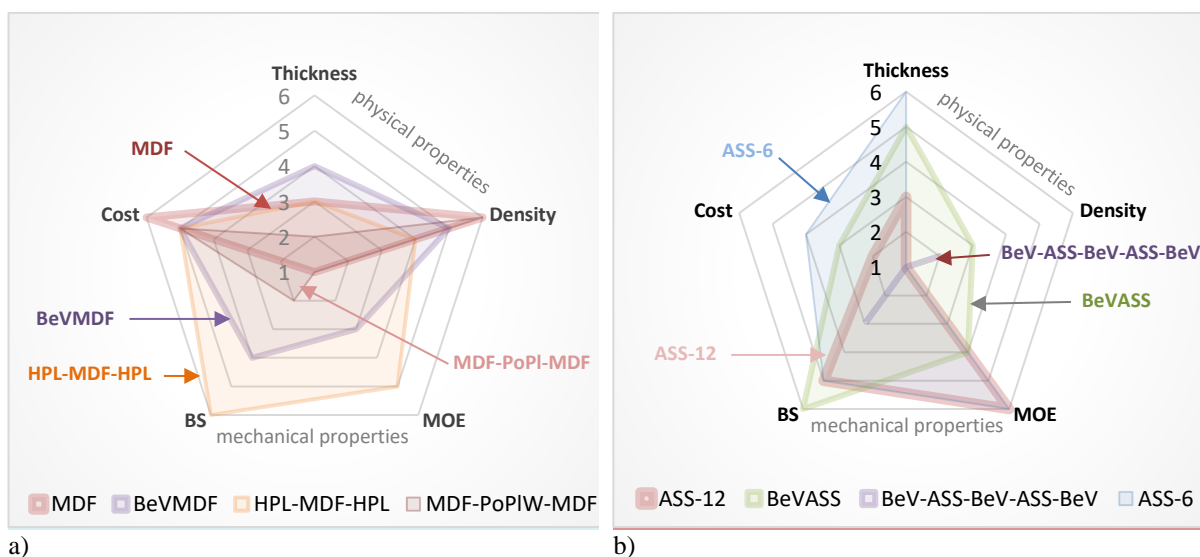 Thickness
6
5
4
3
2
1
physical properties
MDF
Cost
Density
BeVMDF
MDF-PoPl-MDF
HPL-MDF-HPL
BS
MOE
mechanical properties
MDF BeVMDF HPL-MDF-HPL MDF-PoPlW-MDF
a)
Thickness
6
5
4
3
2
1
physical properties
ASS-6
Cost
Density
BeV-ASS-BeV-ASS-BeV
BeVASS
ASS-12
BS
MOE
mechanical properties
ASS-12 BeVASS BeV-ASS-BeV-ASS-BeV ASS-6
b)